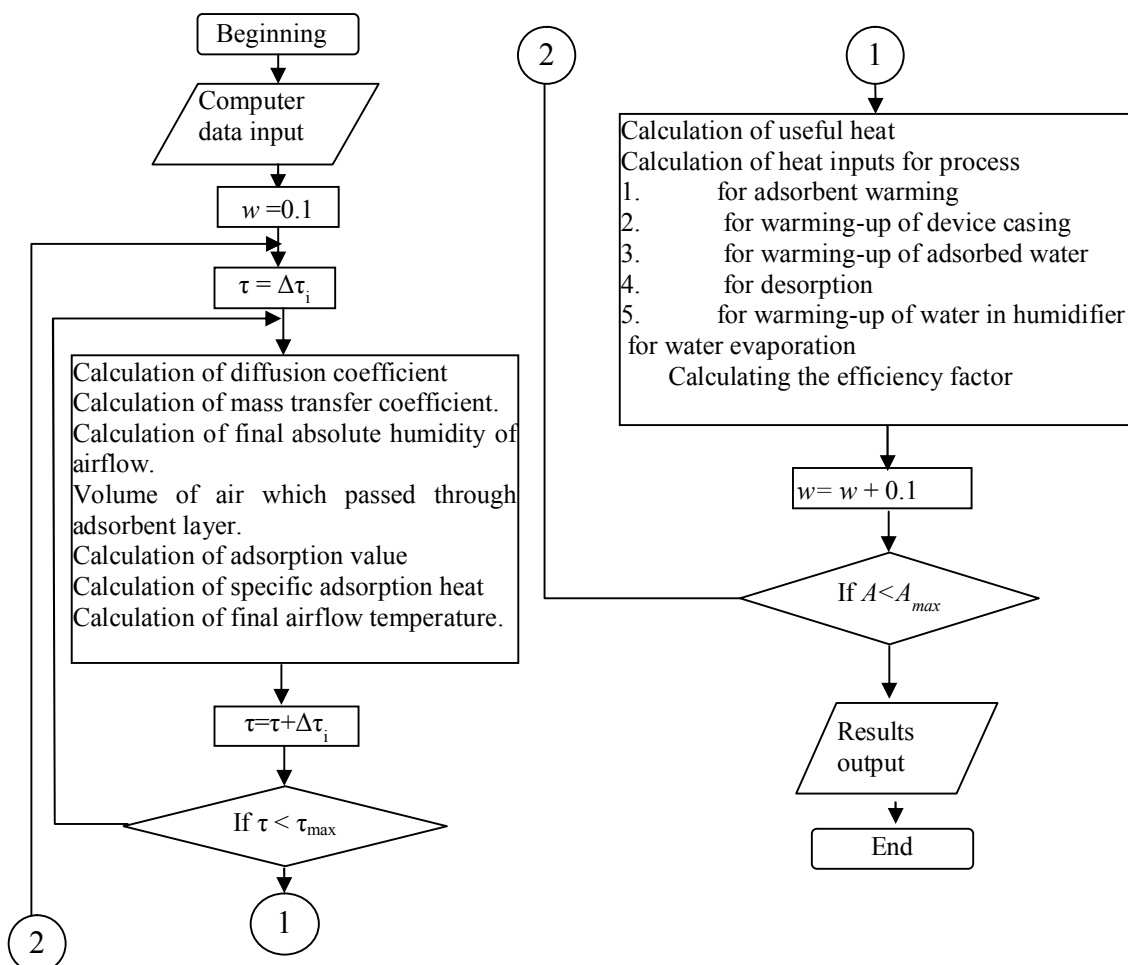 Beginning
Computer
data input
w =0.1
τ = Δτi
Calculation of diffusion coefficient
Calculation of mass transfer coefficient.
Calculation of final absolute humidity of
airflow.
Volume of air which passed through
adsorbent layer.
Calculation of adsorption value
Calculation of specific adsorption heat
Calculation of final airflow temperature.
τ=τ+Δτi
If τ < τmax
1
2
2
1
Calculation of useful heat
Calculation of heat inputs for process
1. for adsorbent warming
2. for warming-up of device casing
3. for warming-up of adsorbed water
4. for desorption
5. for warming-up of water in humidifier
for water evaporation
Calculating the efficiency factor
w= w + 0.1
If A<Amax
Results
output
End